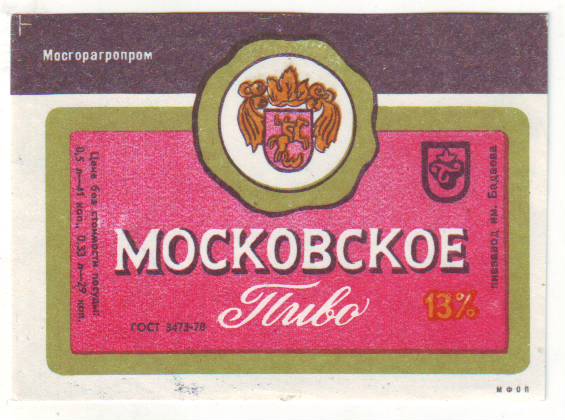 Мосгорагропром
Цена без стоимости посуды:
0,5 л—41 коп., 0,33 л—29 коп.
МОСКОВСКОЕ
Пиво
ГОСТ 3473-78
13%
пивзавод им. Бадаева
МФОП